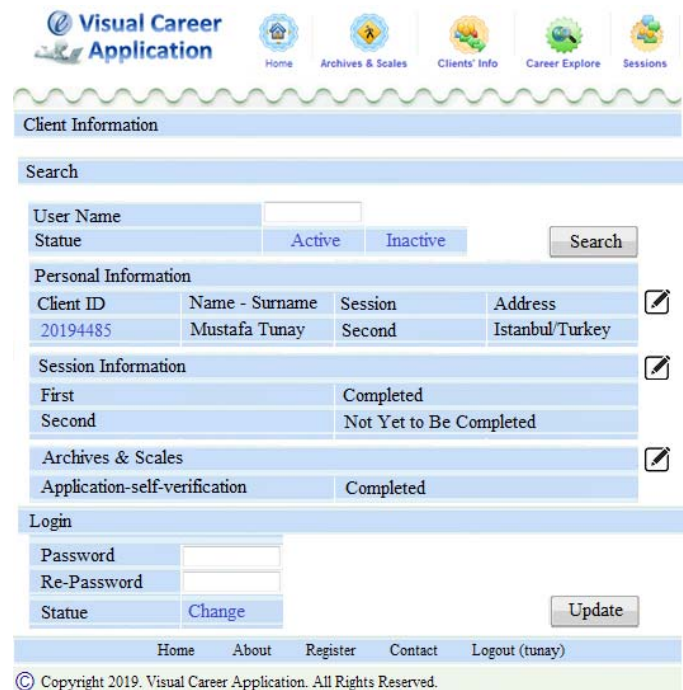 Visual Career
Application
Home Archives & Scales Clients' Info Career Explore Sessions
Client Information
Search
User Name
Statue Active Inactive Search
Personal Information
Client ID Name - Surname Session Address
20194485 Mustafa Tunay Second Istanbul/Turkey
Session Information
First Completed
Second Not Yet to Be Completed
Archives & Scales
Application-self-verification Completed
Login
Password
Re-Password
Statue Change Update
Home About Register Contact Logout (tunay)
© Copyright 2019. Visual Career Application. All Rights Reserved.